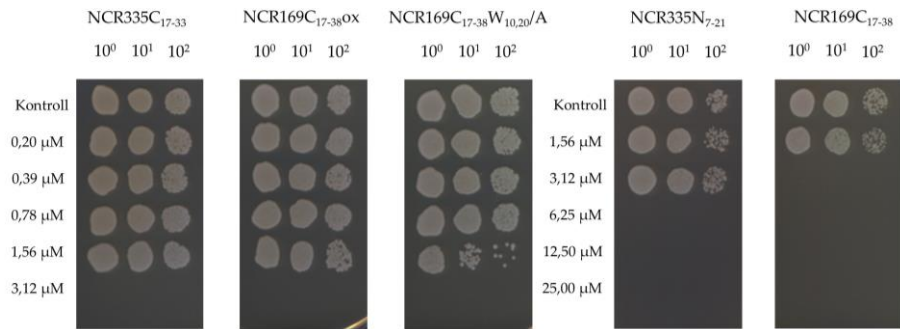 NCR335C17-33 NCR169C17-38ox NCR169C17-38W10,20/A NCR335N7-21 NCR169C17-38
10⁰ 10¹ 10² 10⁰ 10¹ 10² 10⁰ 10¹ 10² 10⁰ 10¹ 10² 10⁰ 10¹ 10²
Kontroll Kontroll
0,20 μM 1,56 μM
0,39 μM 3,12 μM
0,78 μM 6,25 μM
1,56 μM 12,50 μM
3,12 μM 25,00 μM